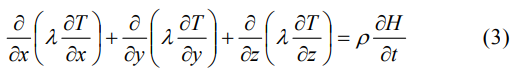 ∂/∂x(λ ∂T/∂x) + ∂/∂y(λ ∂T/∂y) + ∂/∂z(λ ∂T/∂z) = ρ ∂H/∂t (3)